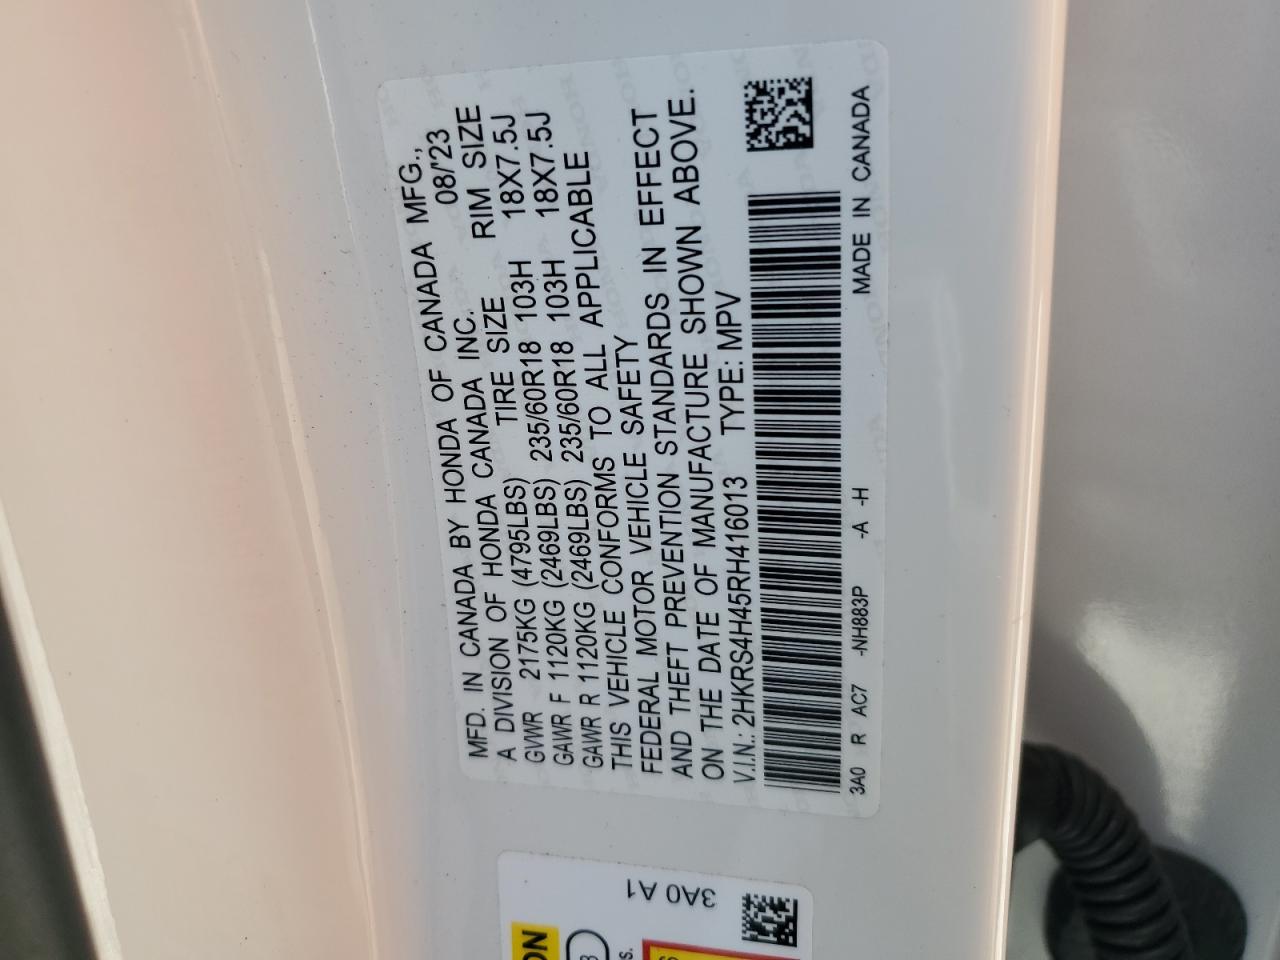 MFD. IN CANADA BY HONDA OF CANADA MFG.,
A DIVISION OF HONDA CANADA INC. 08/'23
GVWR 2175KG (4795LBS) TIRE SIZE RIM SIZE
GAWR F 1120KG (2469LBS) 235/60R18 103H 18X7.5J
GAWR R 1120KG (2469LBS) 235/60R18 103H 18X7.5J
THIS VEHICLE CONFORMS TO ALL APPLICABLE
FEDERAL MOTOR VEHICLE SAFETY
AND THEFT PREVENTION STANDARDS IN EFFECT
ON THE DATE OF MANUFACTURE SHOWN ABOVE.
V.I.N.: 2HKRS4H45RH416013 TYPE: MPV
3A0 R AC7 -NH883P -A -H MADE IN CANADA
3A0 A1